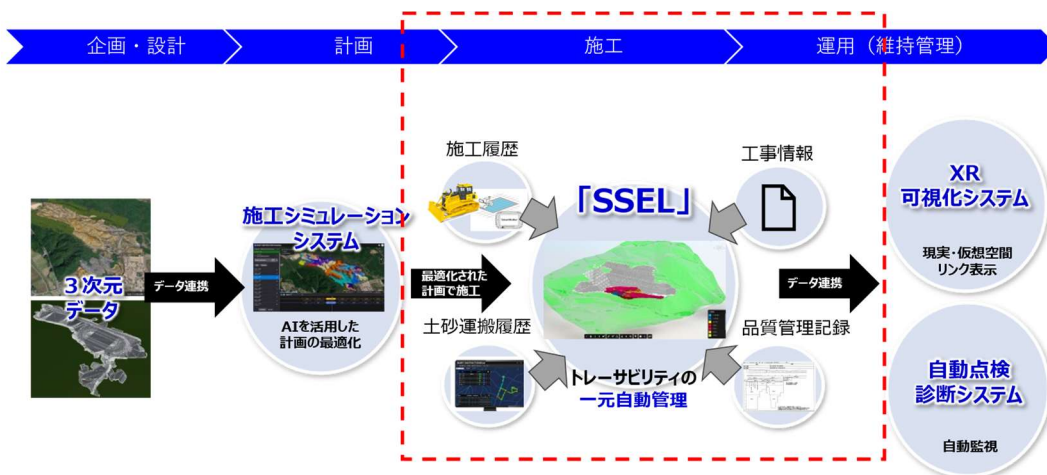 企画・設計
計画
施工
運用（維持管理）
３次元
データ
データ連携
施工シミュレーション
システム
AIを活用した
計画の最適化
最適化された
計画で施工
施工履歴
工事情報
「SSEL」
土砂運搬履歴
品質管理記録
トレーサビリティの
一元自動管理
データ連携
XR
可視化システム
現実・仮想空間
リンク表示
自動点検
診断システム
自動監視